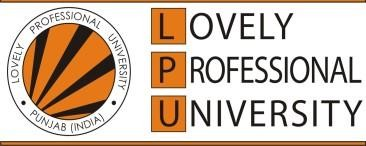 LOVELY PROFESSIONAL UNIVERSITY
• PUNJAB (INDIA) •
LOVELY
PROFESSIONAL
UNIVERSITY